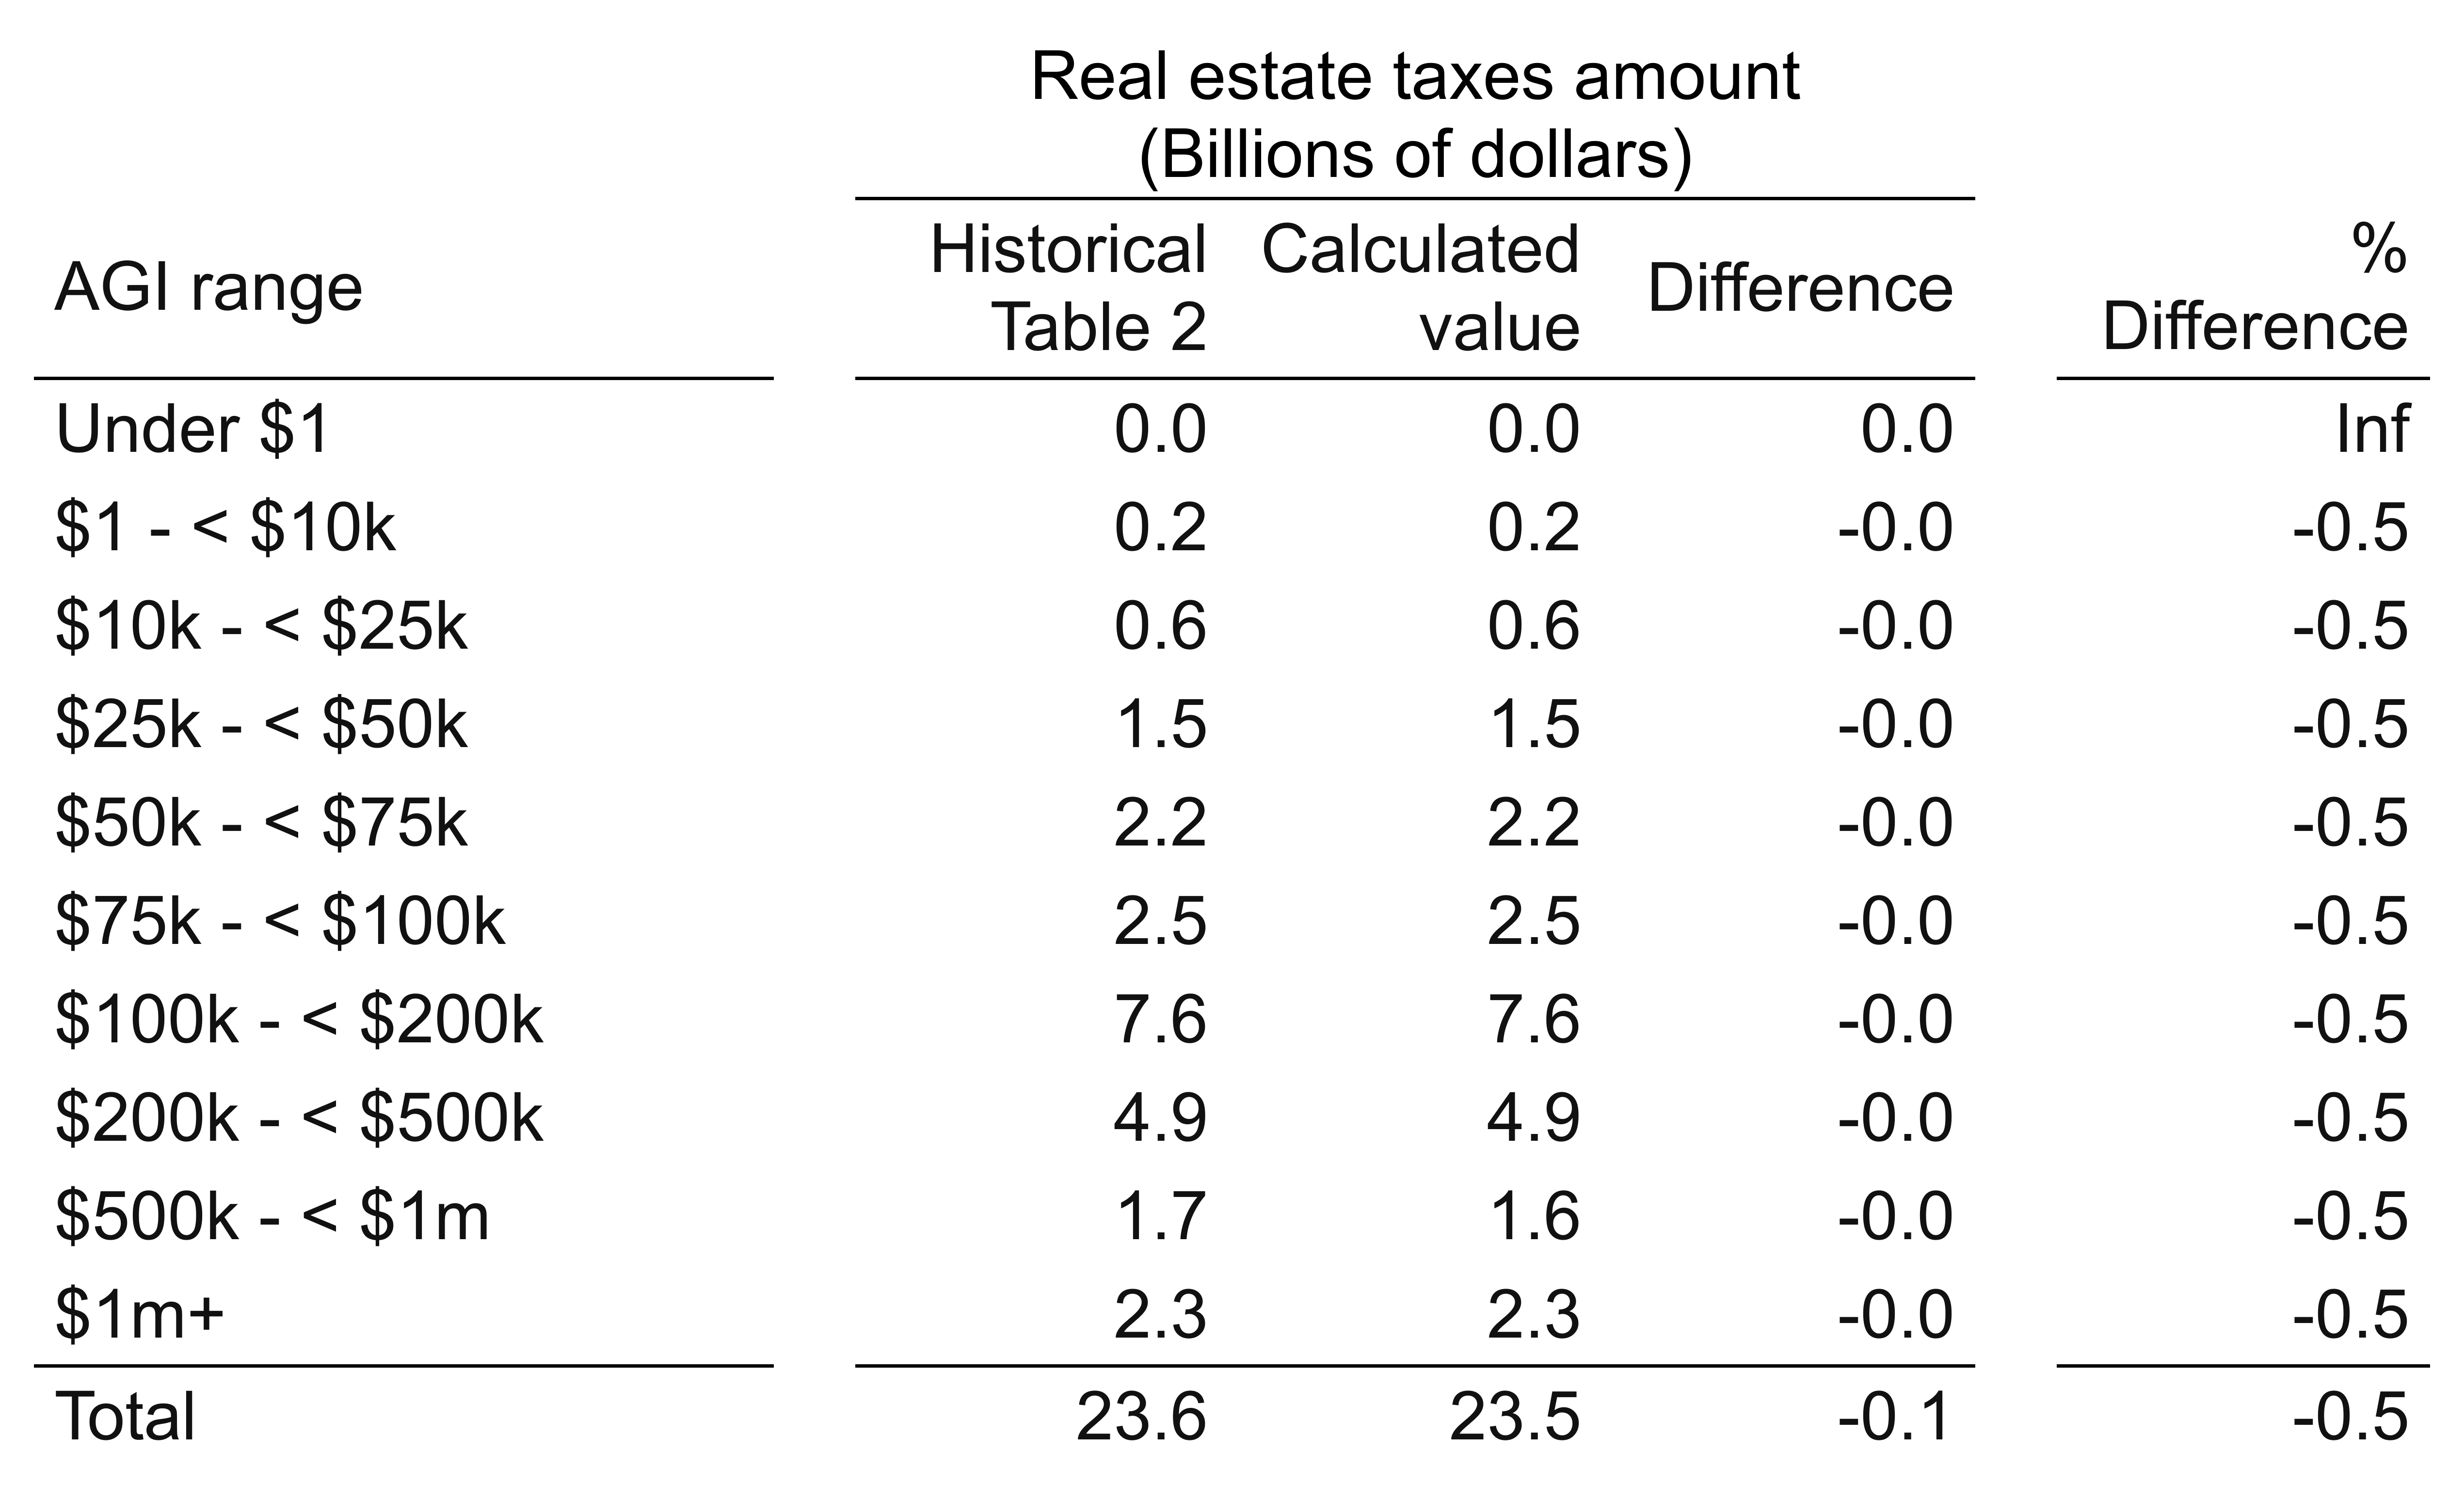 Real estate taxes amount
(Billions of dollars)
AGI range Historical Table 2 Calculated value Difference % Difference
Under $1 0.0 0.0 0.0 Inf
$1 - < $10k 0.2 0.2 -0.0 -0.5
$10k - < $25k 0.6 0.6 -0.0 -0.5
$25k - < $50k 1.5 1.5 -0.0 -0.5
$50k - < $75k 2.2 2.2 -0.0 -0.5
$75k - < $100k 2.5 2.5 -0.0 -0.5
$100k - < $200k 7.6 7.6 -0.0 -0.5
$200k - < $500k 4.9 4.9 -0.0 -0.5
$500k - < $1m 1.7 1.6 -0.0 -0.5
$1m+ 2.3 2.3 -0.0 -0.5
Total 23.6 23.5 -0.1 -0.5